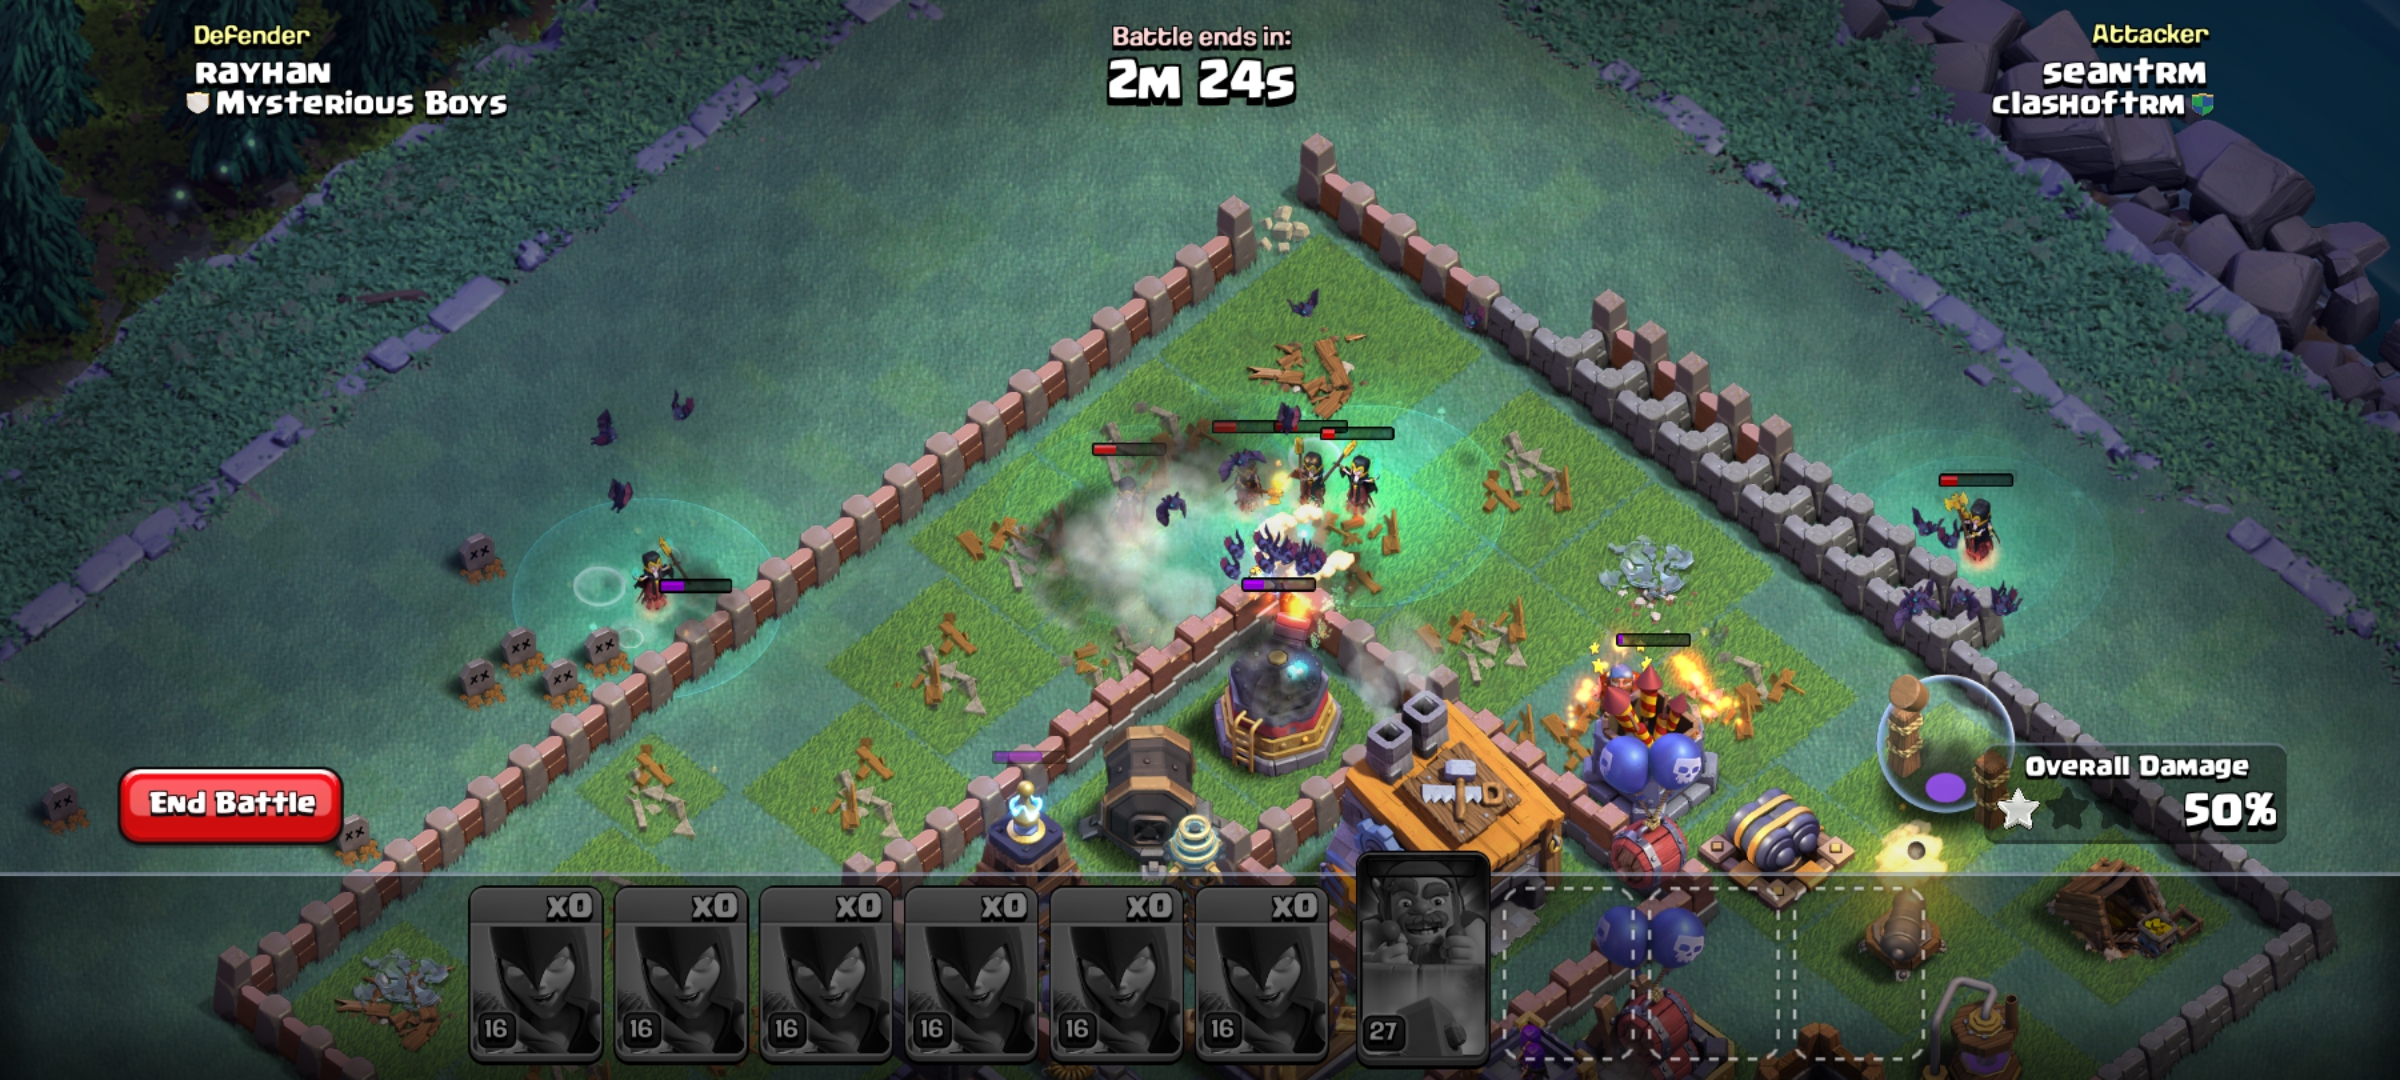 Defender
RAYHAN
Mysterious Boys
Battle ends in:
2M 24S
Attacker
seantrm
clashoftrm
End Battle
Overall Damage
50%
x0
x0
x0
x0
x0
x0
16
16
16
16
16
16
27